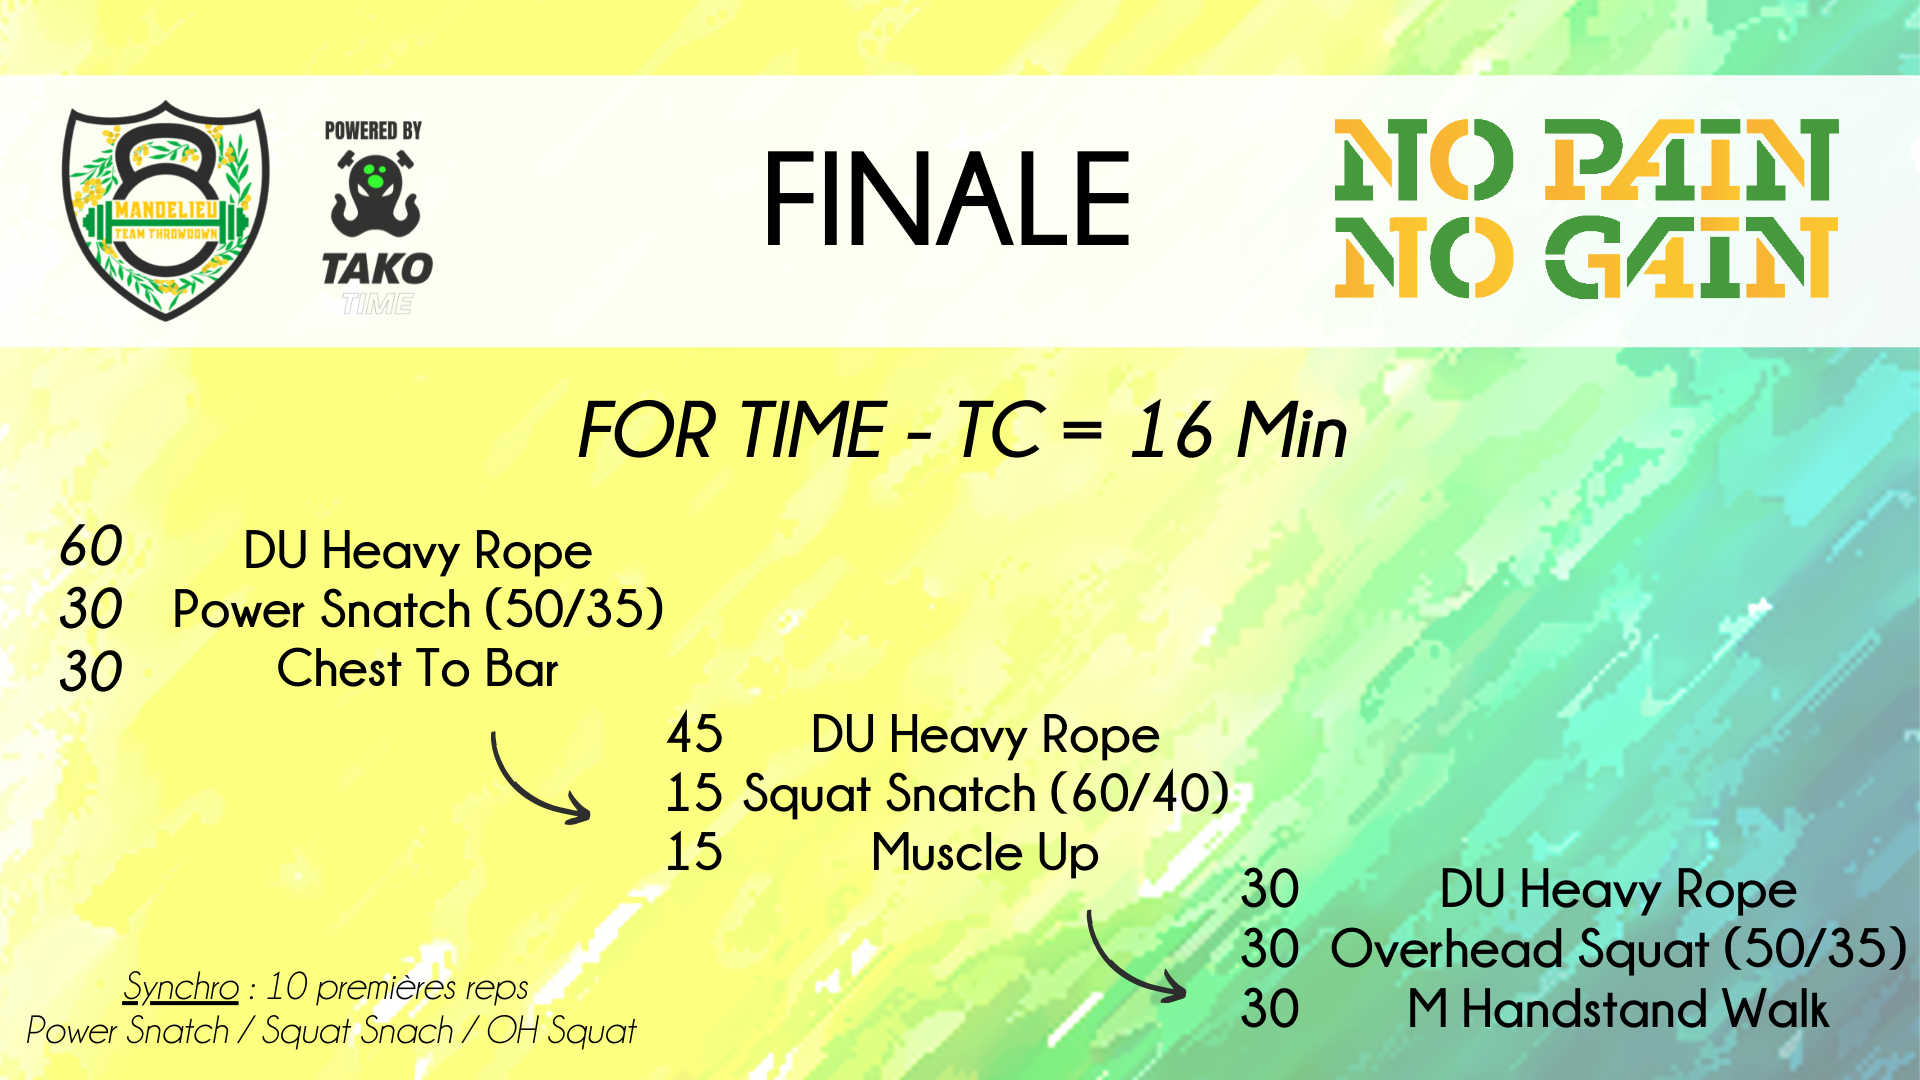 MANDELIEU
TEAM THROWDOWN
POWERED BY
TAKO
TIME
FINALE
NO PAIN
NO GAIN
FOR TIME - TC = 16 Min
60 DU Heavy Rope
30 Power Snatch (50/35)
30 Chest To Bar
45 DU Heavy Rope
15 Squat Snatch (60/40)
15 Muscle Up
30 DU Heavy Rope
30 Overhead Squat (50/35)
30 M Handstand Walk
Synchro : 10 premières reps
Power Snatch / Squat Snach / OH Squat